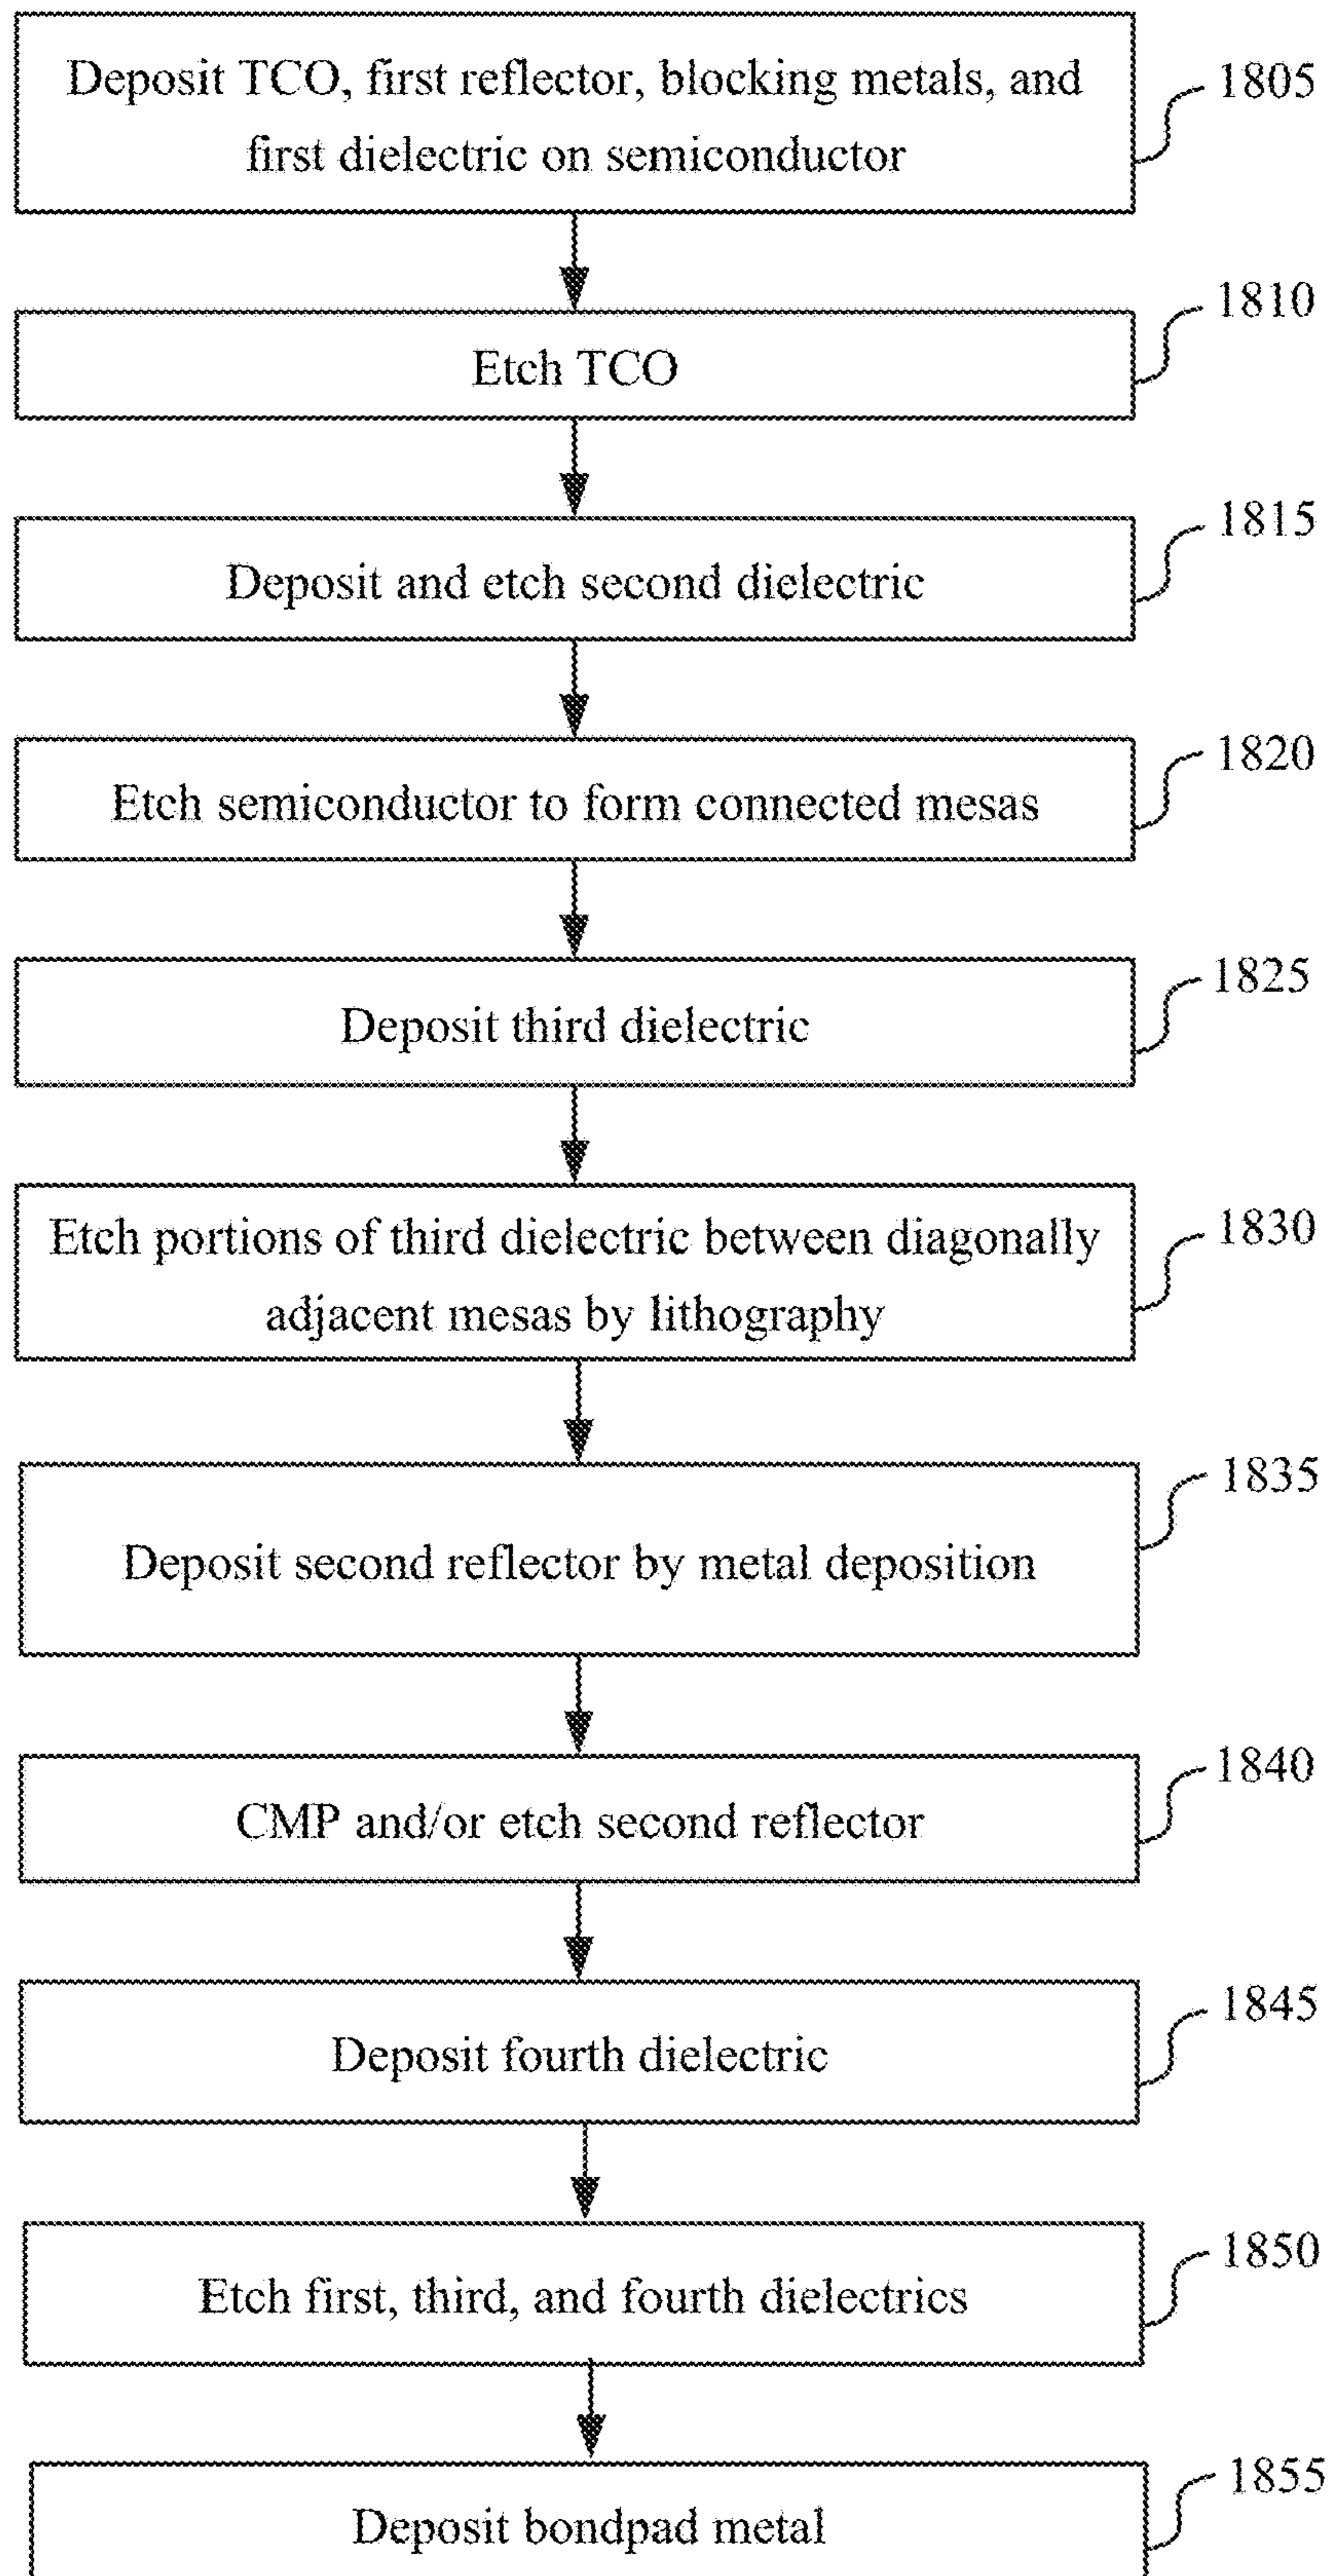 Deposit TCO, first reflector, blocking metals, and
first dielectric on semiconductor
1805
1810
Etch TCO
1815
Deposit and etch second dielectric
1820
Etch semiconductor to form connected mesas
1825
Deposit third dielectric
1830
Etch portions of third dielectric between diagonally
adjacent mesas by lithography
1835
Deposit second reflector by metal deposition
1840
CMP and/or etch second reflector
1845
Deposit fourth dielectric
1850
Etch first, third, and fourth dielectrics
1855
Deposit bondpad metal